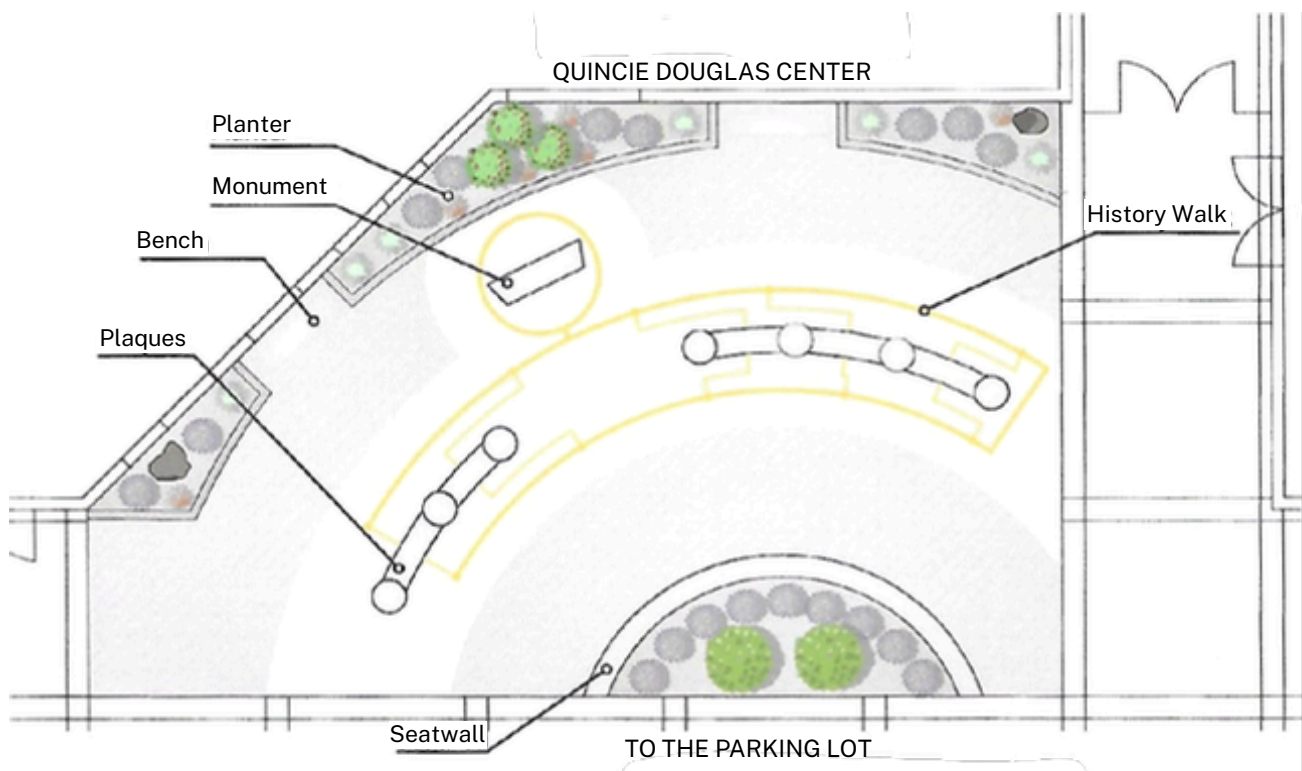 QUINCIE DOUGLAS CENTER
Planter
Monument
Bench
History Walk
Plaques
Seatwall
TO THE PARKING LOT